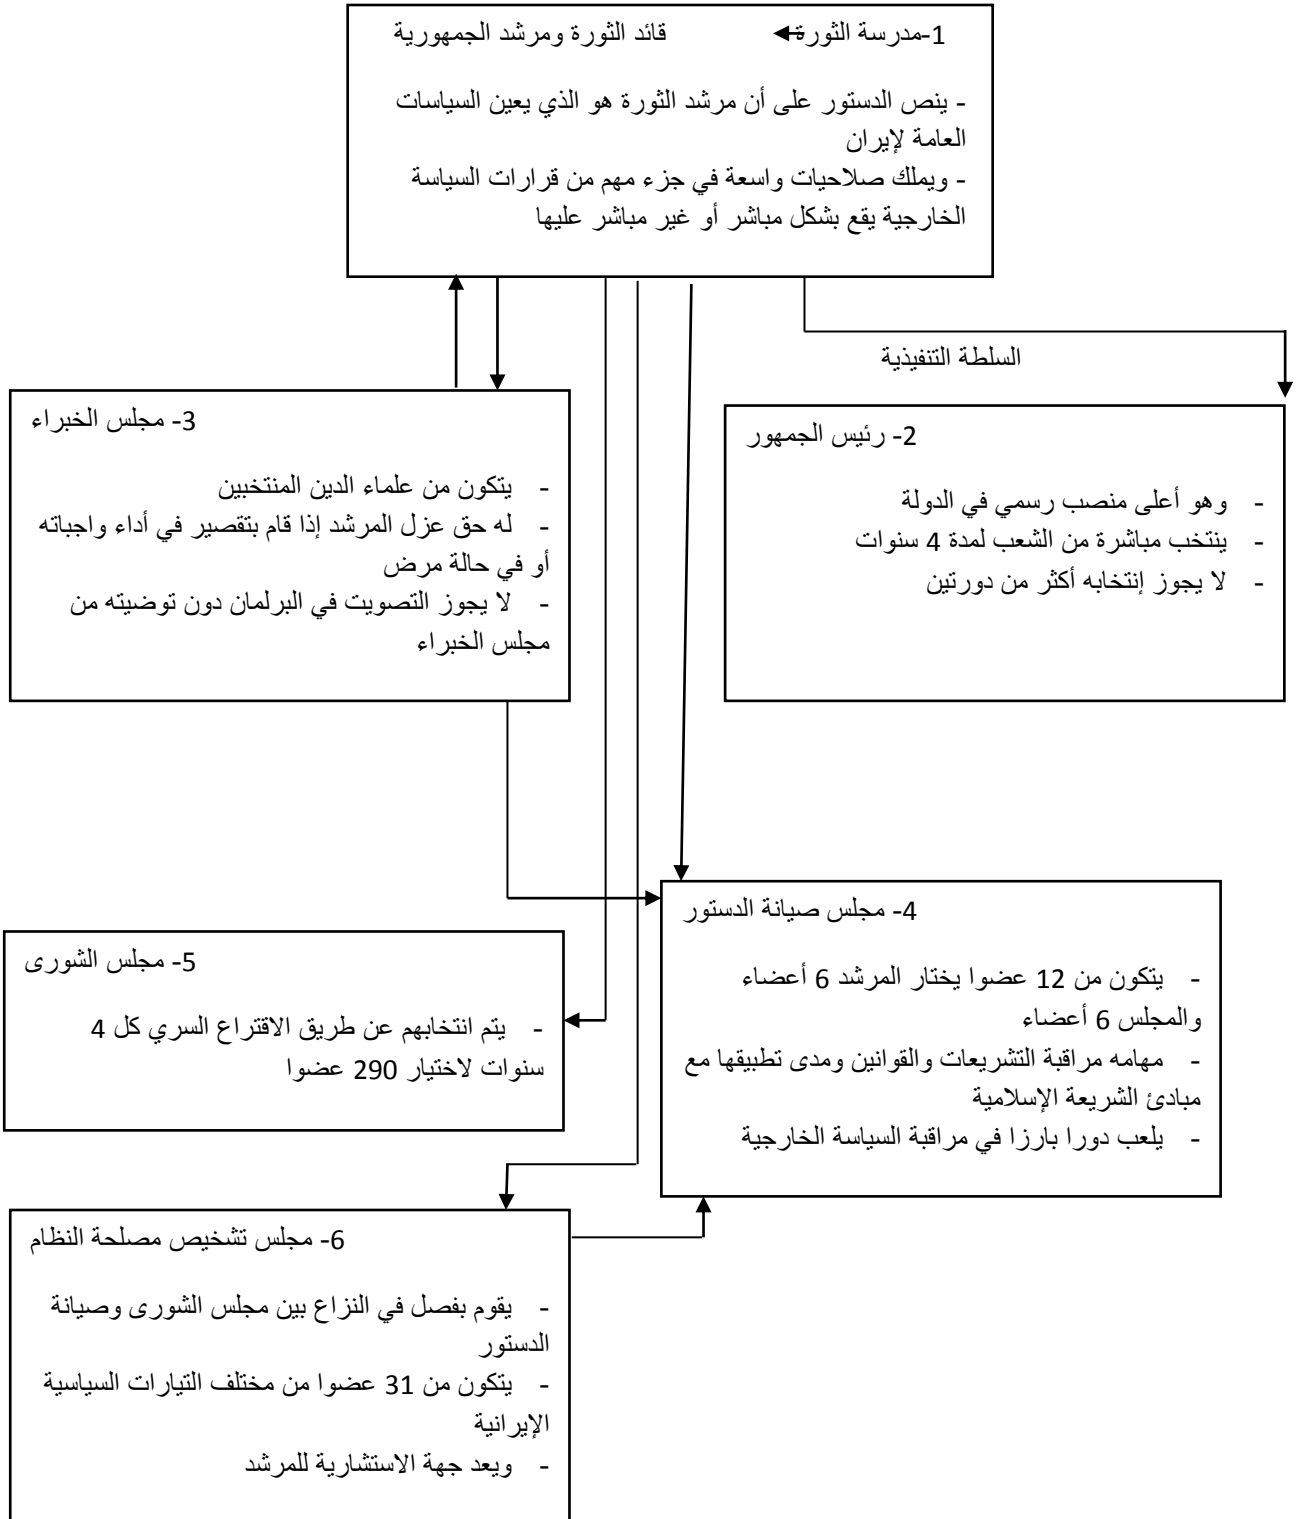 1-مدرسة الثورة قائد الثورة ومرشد الجمهورية
- ينص الدستور على أن مرشد الثورة هو الذي يعين السياسات
العامة لإيران
- ويملك صلاحيات واسعة في جزء مهم من قرارات السياسة
الخارجية يقع بشكل مباشر أو غير مباشر عليها
السلطة التنفيذية
2- رئيس الجمهور
- وهو أعلى منصب رسمي في الدولة
- ينتخب مباشرة من الشعب لمدة 4 سنوات
- لا يجوز إنتخابه أكثر من دورتين
3- مجلس الخبراء
- يتكون من علماء الدين المنتخبين
- له حق عزل المرشد إذا قام بتقصير في أداء واجباته
أو في حالة مرض
- لا يجوز التصويت في البرلمان دون توضيته من
مجلس الخبراء
4- مجلس صيانة الدستور
- يتكون من 12 عضوا يختار المرشد 6 أعضاء
والمجلس 6 أعضاء
- مهامه مراقبة التشريعات والقوانين ومدى تطبيقها مع
مبادئ الشريعة الإسلامية
- يلعب دورا بارزا في مراقبة السياسة الخارجية
5- مجلس الشورى
- يتم انتخابهم عن طريق الاقتراع السري كل 4
سنوات لاختيار 290 عضوا
6- مجلس تشخيص مصلحة النظام
- يقوم بفصل في النزاع بين مجلس الشورى وصيانة
الدستور
- يتكون من 31 عضوا من مختلف التيارات السياسية
الإيرانية
- ويعد جهة الاستشارية للمرشد